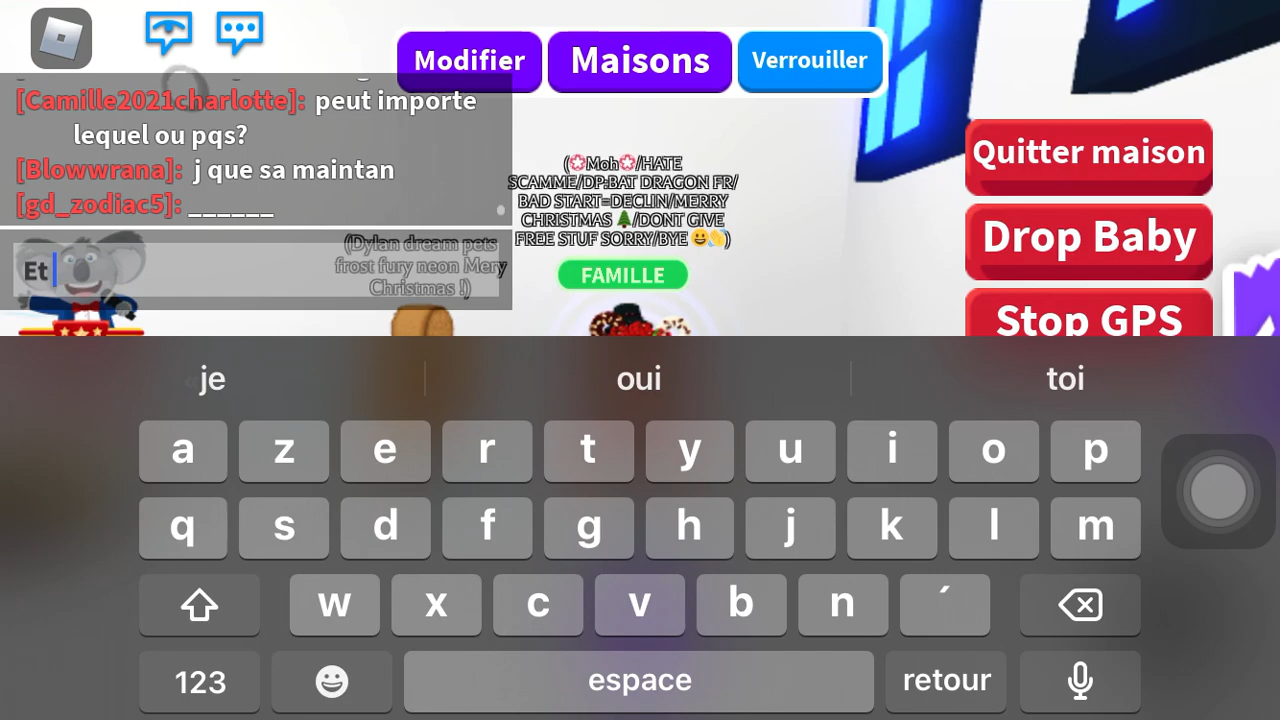 Modifier
Maisons
Verrouiller
[Camille2021charlotte]: peut importe
lequel ou pqs?
[Blowwrana]: j que sa maintan
[gd_zodiac5]: ______
Et
(Dylan dream pets
frost fury neon Mery
Christmas !)
(🌸Moh🌸/HATE
SCAMME/DP:BAT DRAGON FR/
BAD START=DECLIN/MERRY
CHRISTMAS 🎄/DONT GIVE
FREE STUF SORRY/BYE 😀👋)
FAMILLE
Quitter maison
Drop Baby
Stop GPS
je
oui
toi
a z e r t y u i o p
q s d f g h j k l m
w x c v b n ´
123
espace
retour